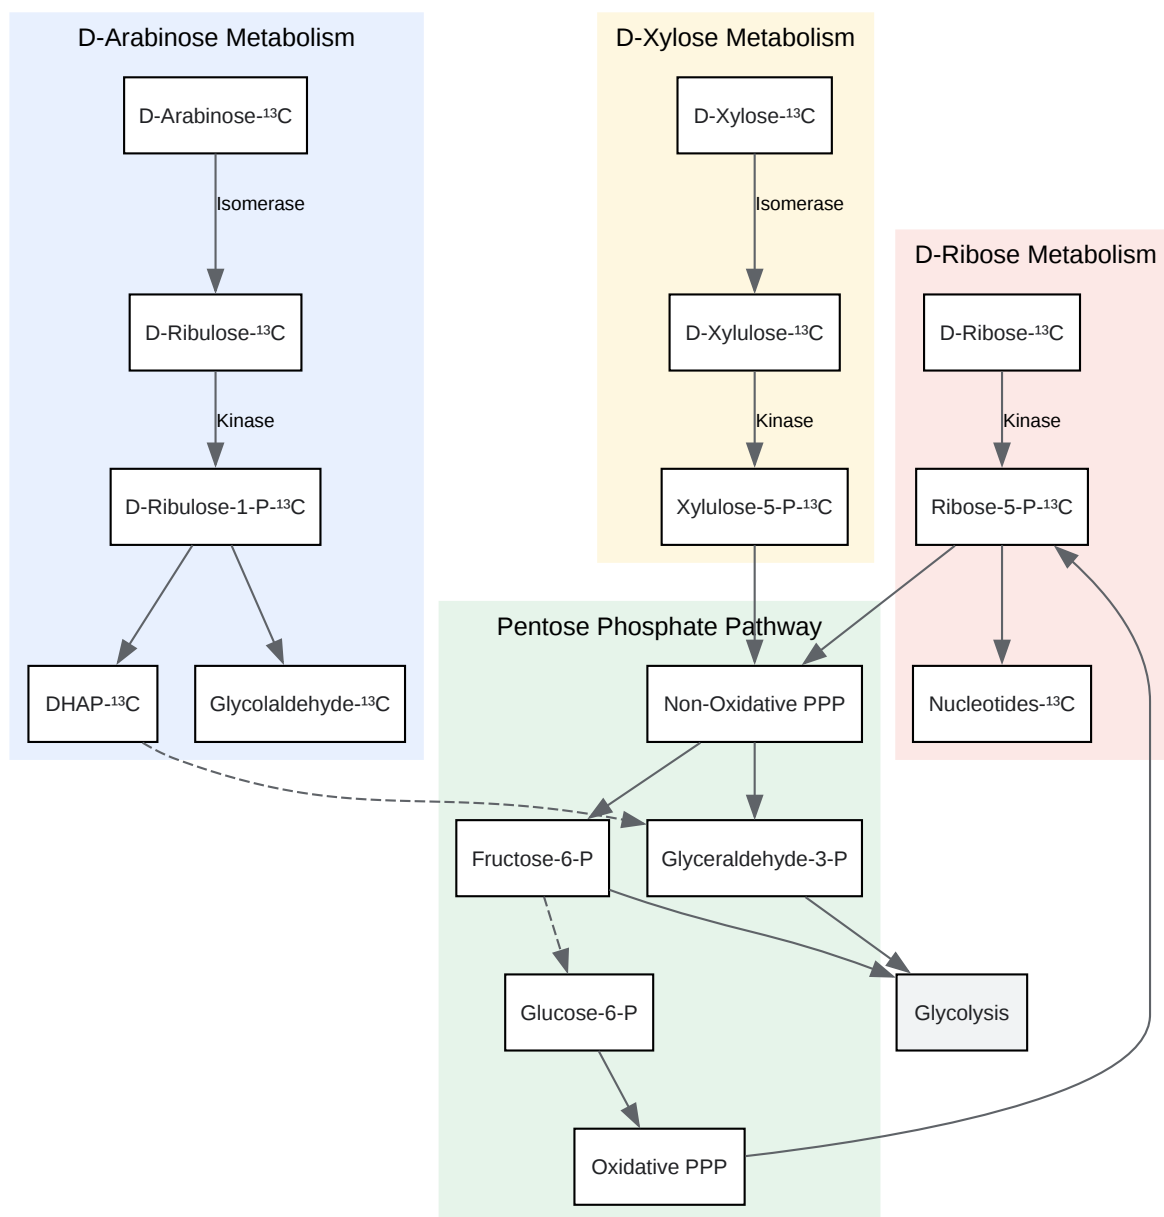 D-Arabinose Metabolism
D-Arabinose-¹³C
Isomerase
D-Ribulose-¹³C
Kinase
D-Ribulose-1-P-¹³C
DHAP-¹³C
Glycolaldehyde-¹³C
D-Xylose Metabolism
D-Xylose-¹³C
Isomerase
D-Xylulose-¹³C
Kinase
Xylulose-5-P-¹³C
D-Ribose Metabolism
D-Ribose-¹³C
Kinase
Ribose-5-P-¹³C
Nucleotides-¹³C
Pentose Phosphate Pathway
Non-Oxidative PPP
Fructose-6-P
Glyceraldehyde-3-P
Glucose-6-P
Oxidative PPP
Glycolysis